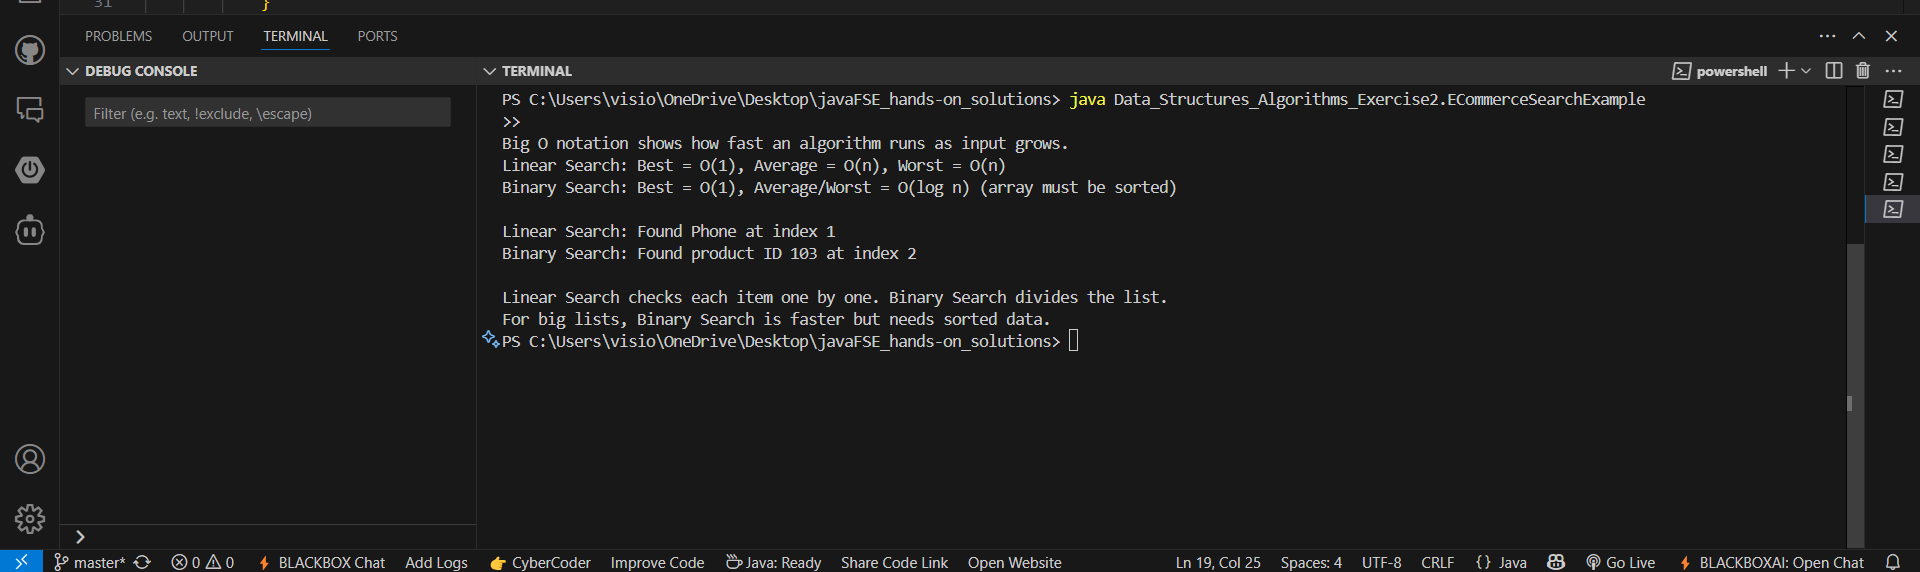 31 }
PROBLEMS OUTPUT TERMINAL PORTS
DEBUG CONSOLE
Filter (e.g. text, !exclude, \escape)
TERMINAL
powershell
PS C:\Users\visio\OneDrive\Desktop\javaFSE_hands-on_solutions> java Data_Structures_Algorithms_Exercise2.ECommerceSearchExample
>>
Big O notation shows how fast an algorithm runs as input grows.
Linear Search: Best = O(1), Average = O(n), Worst = O(n)
Binary Search: Best = O(1), Average/Worst = O(log n) (array must be sorted)
Linear Search: Found Phone at index 1
Binary Search: Found product ID 103 at index 2
Linear Search checks each item one by one. Binary Search divides the list.
For big lists, Binary Search is faster but needs sorted data.
PS C:\Users\visio\OneDrive\Desktop\javaFSE_hands-on_solutions>
master* 0 0 BLACKBOX Chat Add Logs CyberCoder Improve Code Java: Ready Share Code Link Open Website Ln 19, Col 25 Spaces: 4 UTF-8 CRLF {} Java Go Live BLACKBOXAI: Open Chat